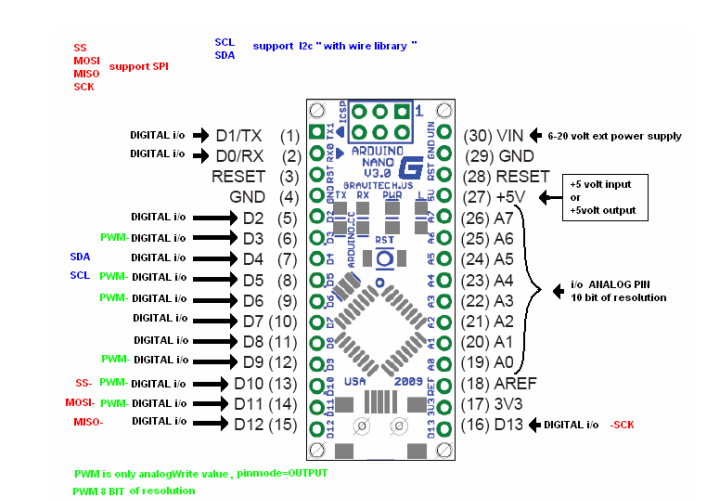 SS
MOSI
MISO
SCK
support SPI
SCL
SDA
support I2c " with wire library "
DIGITAL i/o D1/TX (1)
DIGITAL i/o D0/RX (2)
RESET (3)
GND (4)
DIGITAL i/o D2 (5)
PWM- DIGITAL i/o D3 (6)
SDA DIGITAL i/o D4 (7)
SCL PWM- DIGITAL i/o D5 (8)
PWM- DIGITAL i/o D6 (9)
DIGITAL i/o D7 (10)
DIGITAL i/o D8 (11)
PWM- DIGITAL i/o D9 (12)
SS- PWM- DIGITAL i/o D10 (13)
MOSI- PWM- DIGITAL i/o D11 (14)
MISO- DIGITAL i/o D12 (15)
ICSP
1
TX1
RX0
RST
GND
D2
D3
D4
D5
D6
D7
D8
D9
D10
D11
D12
ARDUINO
NANO
V3.0
G
GRAVITECH.US
TX RX PWR L
ARDUINO.CC
RST
USA 2009
VIN
GND
RST
5V
A7
A6
A5
A4
A3
A2
A1
A0
REF
3V3
D13
(30) VIN 6-20 volt ext power supply
(29) GND
(28) RESET
(27) +5V
+5 volt input
or
+5volt output
(26) A7
(25) A6
(24) A5
(23) A4
(22) A3
(21) A2
(20) A1
(19) A0
i/o ANALOG PIN
10 bit of resolution
(18) AREF
(17) 3V3
(16) D13 DIGITAL i/o -SCK
PWM is only analogWrite value , pinmode=OUTPUT
PWM 8 BIT of resolution